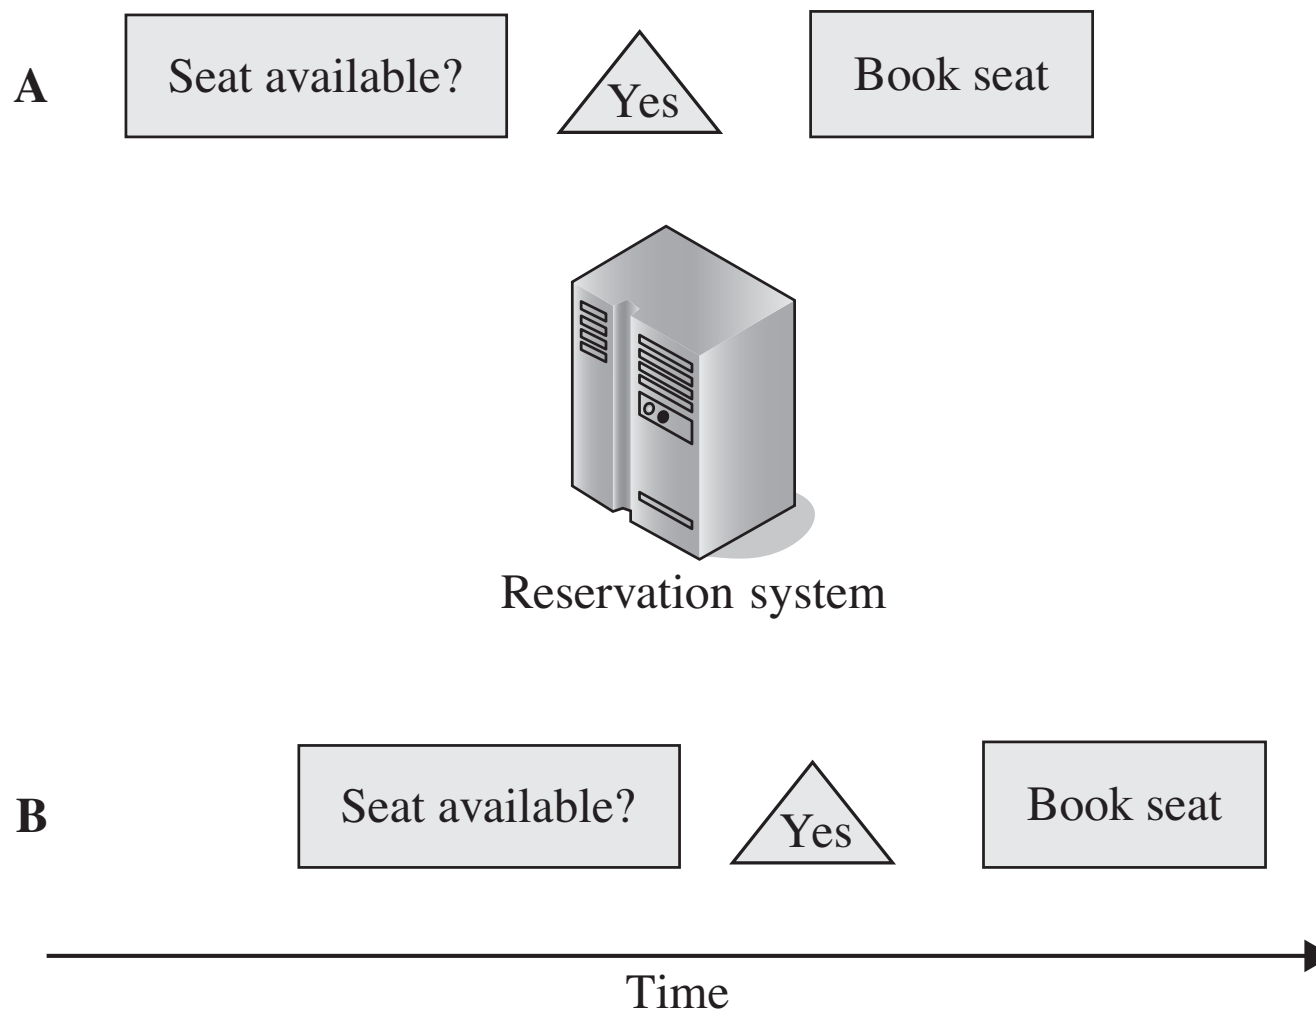 A
Seat available?
Yes
Book seat
Reservation system
B
Seat available?
Yes
Book seat
Time